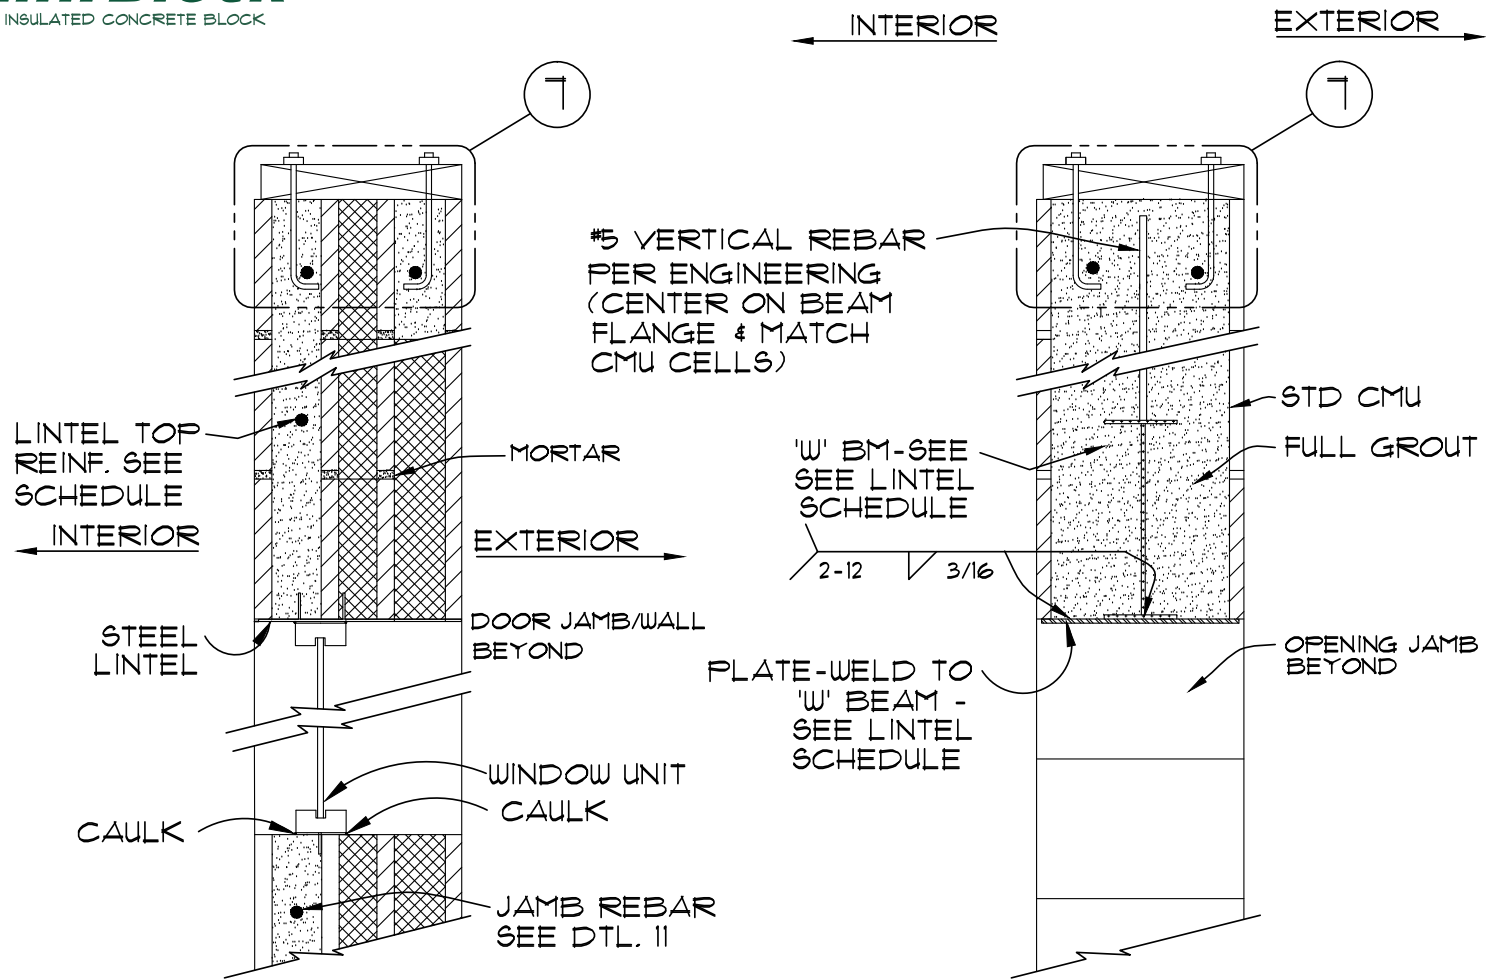 INSULATED CONCRETE BLOCK
INTERIOR
EXTERIOR
7
7
#5 VERTICAL REBAR
PER ENGINEERING
(CENTER ON BEAM
FLANGE & MATCH
CMU CELLS)
LINTEL TOP
REINF. SEE
SCHEDULE
MORTAR
INTERIOR
EXTERIOR
STEEL
LINTEL
DOOR JAMB/WALL
BEYOND
WINDOW UNIT
CAULK
CAULK
JAMB REBAR
SEE DTL. 11
STD CMU
FULL GROUT
'W' BM-SEE
SEE LINTEL
SCHEDULE
2-12
3/16
PLATE-WELD TO
'W' BEAM -
SEE LINTEL
SCHEDULE
OPENING JAMB
BEYOND